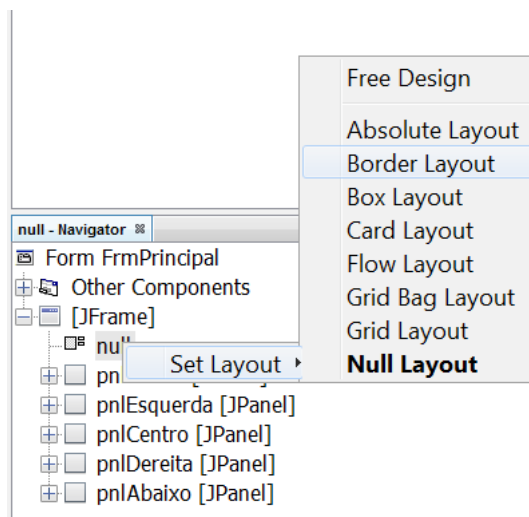 Free Design
Absolute Layout
Border Layout
Box Layout
Card Layout
Flow Layout
Grid Bag Layout
Grid Layout
Null Layout
null - Navigator
Form FrmPrincipal
Other Components
[JFrame]
null
Set Layout
pnlEsquerda [JPanel]
pnlCentro [JPanel]
pnlDereita [JPanel]
pnlAbaixo [JPanel]